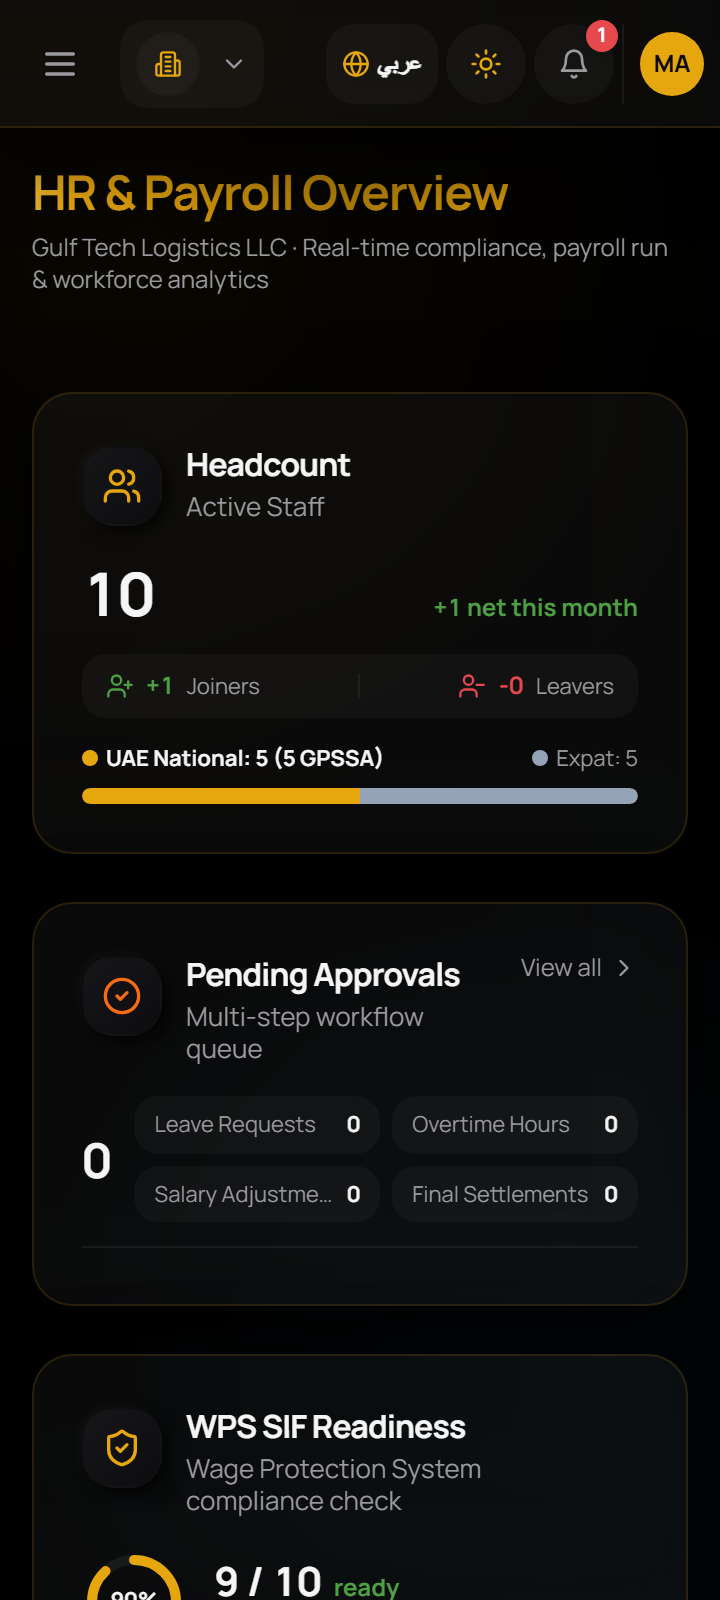 عربي
1
MA
HR & Payroll Overview
Gulf Tech Logistics LLC · Real-time compliance, payroll run
& workforce analytics
Headcount
Active Staff
10
+1 net this month
+1 Joiners
-0 Leavers
UAE National: 5 (5 GPSSA)
Expat: 5
Pending Approvals
View all
Multi-step workflow
queue
0
Leave Requests 0
Overtime Hours 0
Salary Adjustme... 0
Final Settlements 0
WPS SIF Readiness
Wage Protection System
compliance check
90%
9 / 10 ready